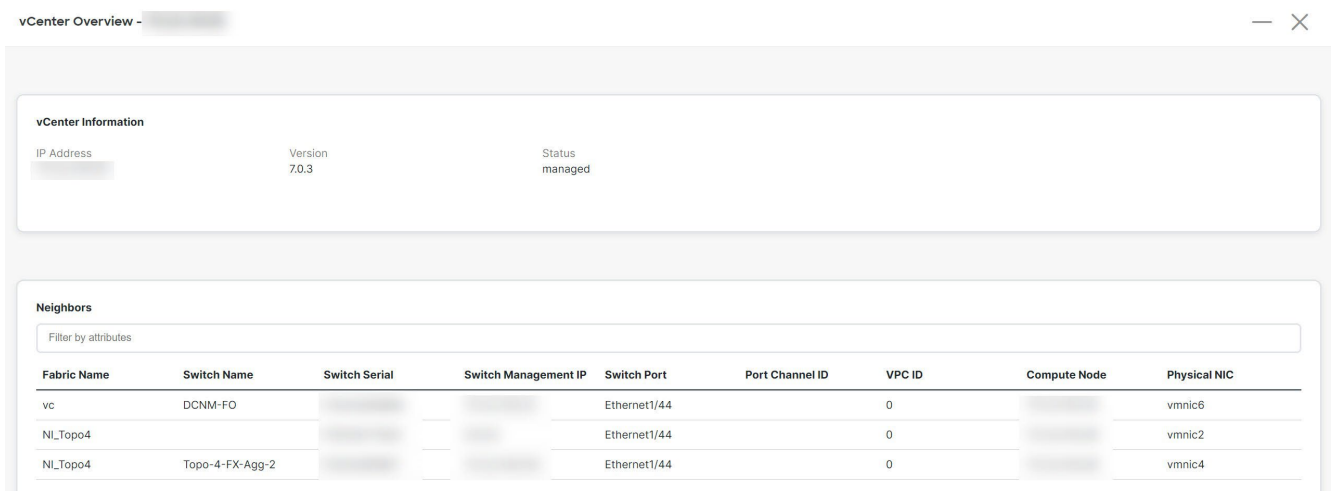 vCenter Overview -
vCenter Information
IP Address Version Status
7.0.3 managed
Neighbors
Filter by attributes
Fabric Name Switch Name Switch Serial Switch Management IP Switch Port Port Channel ID VPC ID Compute Node Physical NIC
vc DCNM-FO Ethernet1/44 0 vmnic6
NI_Topo4 Ethernet1/44 0 vmnic2
NI_Topo4 Topo-4-FX-Agg-2 Ethernet1/44 0 vmnic4